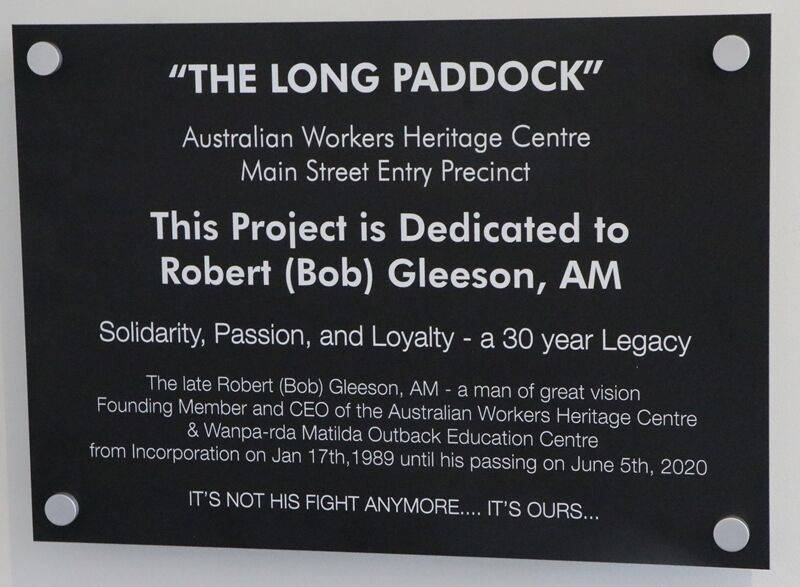 “THE LONG PADDOCK”
Australian Workers Heritage Centre
Main Street Entry Precinct
This Project is Dedicated to
Robert (Bob) Gleeson, AM
Solidarity, Passion, and Loyalty - a 30 year Legacy
The late Robert (Bob) Gleeson, AM - a man of great vision
Founding Member and CEO of the Australian Workers Heritage Centre
& Wanpa-rda Matilda Outback Education Centre
from Incorporation on Jan 17th,1989 until his passing on June 5th, 2020
IT'S NOT HIS FIGHT ANYMORE.... IT'S OURS...